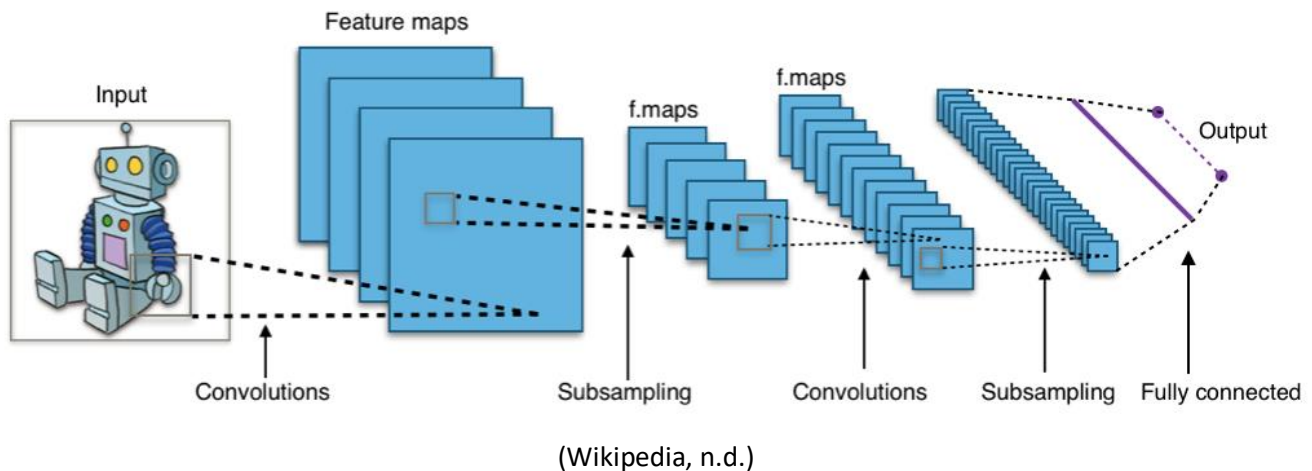 Feature maps
Input
f.maps
f.maps
Output
Convolutions
Subsampling
Convolutions
Subsampling
Fully connected
(Wikipedia, n.d.)